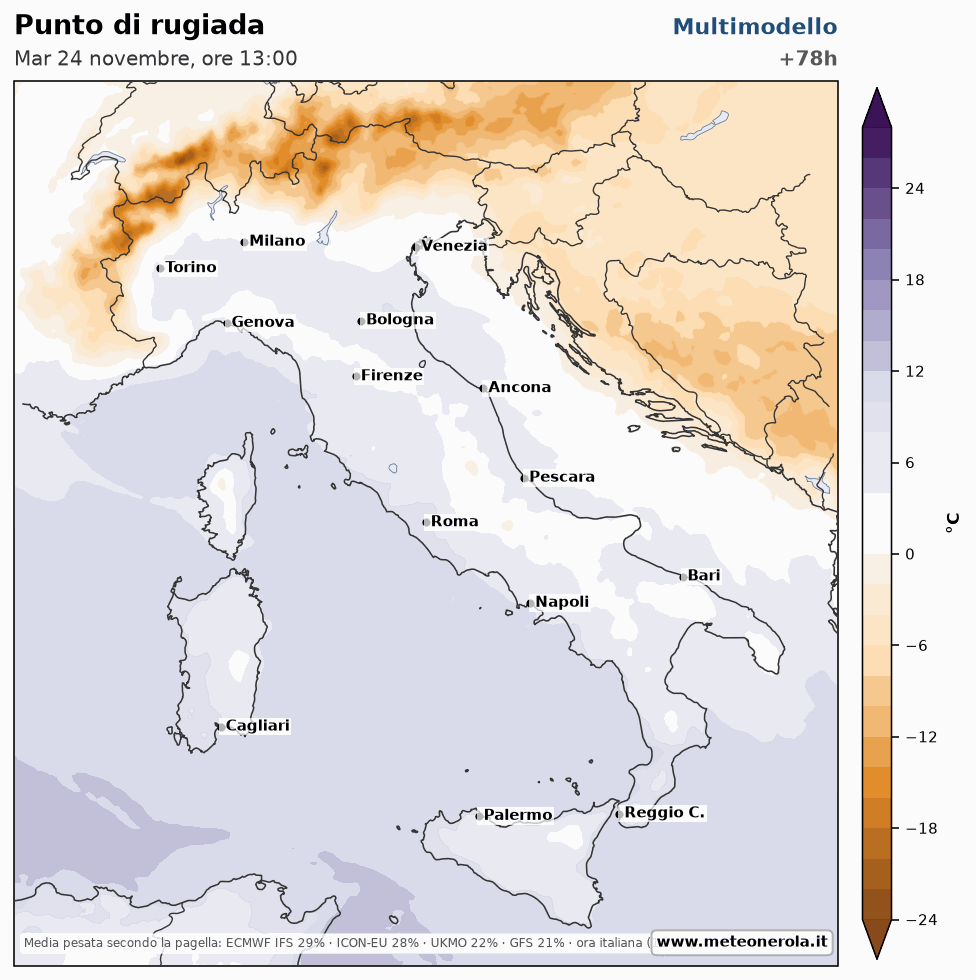 Punto di rugiada
Multimodello
Mar 24 novembre, ore 13:00
+78h
Milano
Venezia
Torino
Genova
Bologna
Firenze
Ancona
Pescara
Roma
Bari
Napoli
Cagliari
Palermo
Reggio C.
24
18
12
6
0
−6
−12
−18
−24
°C
Media pesata secondo la pagella: ECMWF IFS 29% · ICON-EU 28% · UKMO 22% · GFS 21% · ora italiana (
www.meteonerola.it